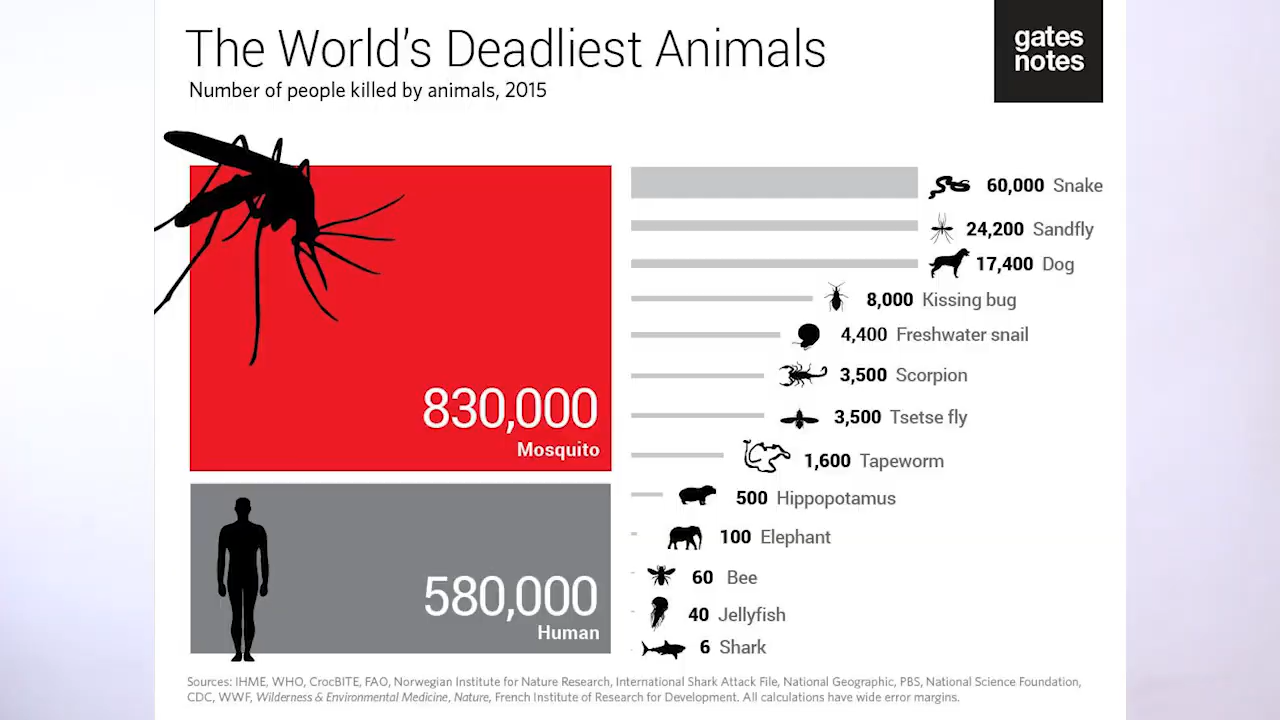 The World's Deadliest Animals
Number of people killed by animals, 2015
gates
notes
830,000
Mosquito
580,000
Human
60,000 Snake
24,200 Sandfly
17,400 Dog
8,000 Kissing bug
4,400 Freshwater snail
3,500 Scorpion
3,500 Tsetse fly
1,600 Tapeworm
500 Hippopotamus
100 Elephant
60 Bee
40 Jellyfish
6 Shark
Sources: IHME, WHO, CrocBITE, FAO, Norwegian Institute for Nature Research, International Shark Attack File, National Geographic, PBS, National Science Foundation,
CDC, WWF, Wilderness & Environmental Medicine, Nature, French Institute of Research for Development. All calculations have wide error margins.